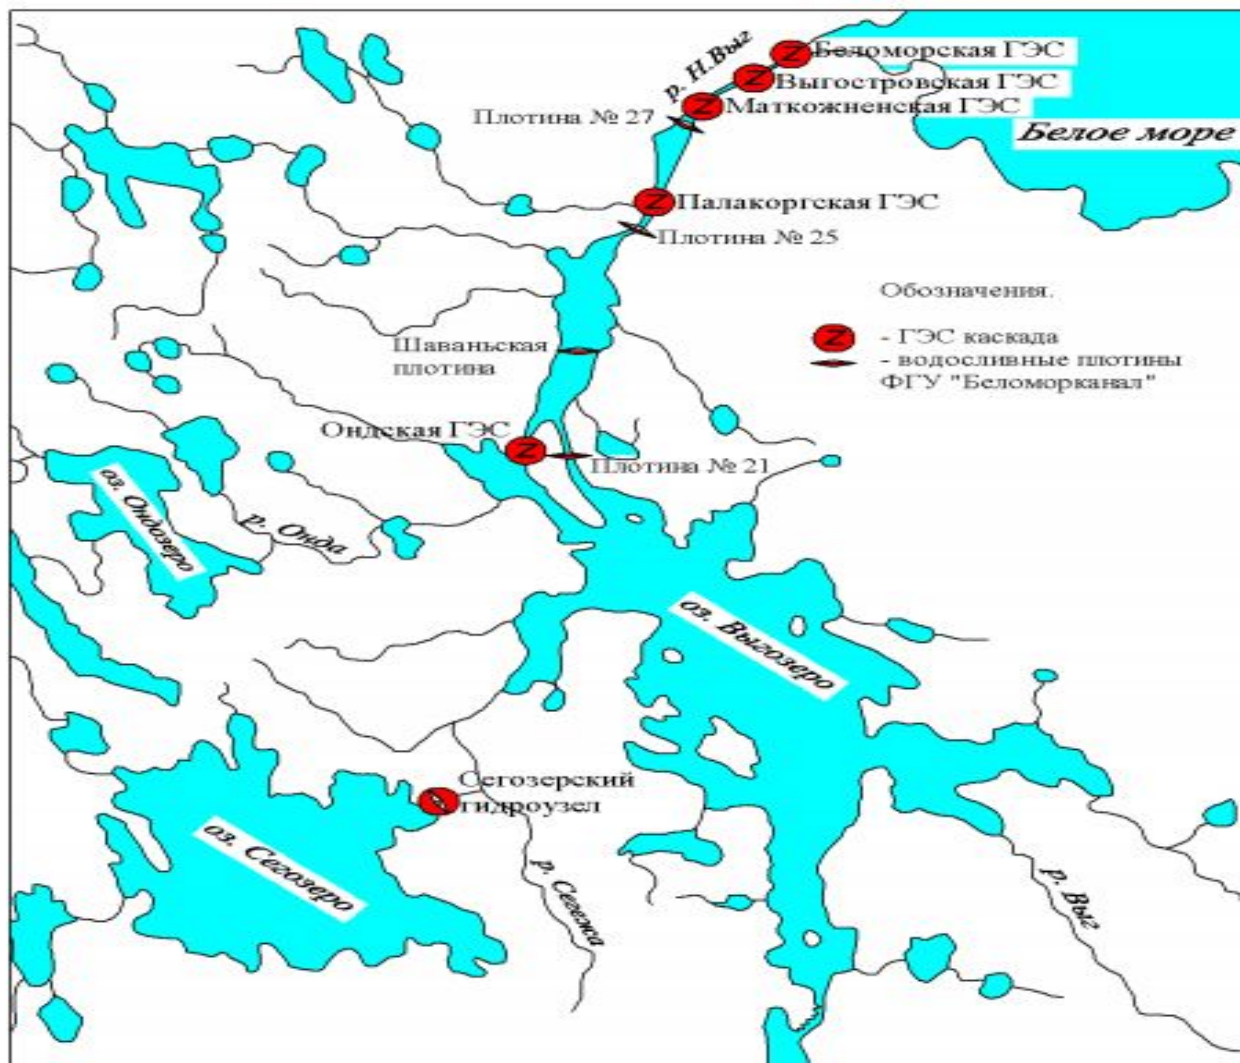 р. Н.Выг
Беломорская ГЭС
Выгостровская ГЭС
Маткожненская ГЭС
Плотина № 27
Белое море
Палакоргская ГЭС
Плотина № 25
Обозначения.
- ГЭС каскада
- водосливные плотины
ФГУ "Беломорканал"
Шаваньская
плотина
Ондская ГЭС
Плотина № 21
оз. Ондозеро
р. Онда
оз. Выгозеро
Сегозерский
гидроузел
оз. Сегозеро
р. Сегежа
р. Выг